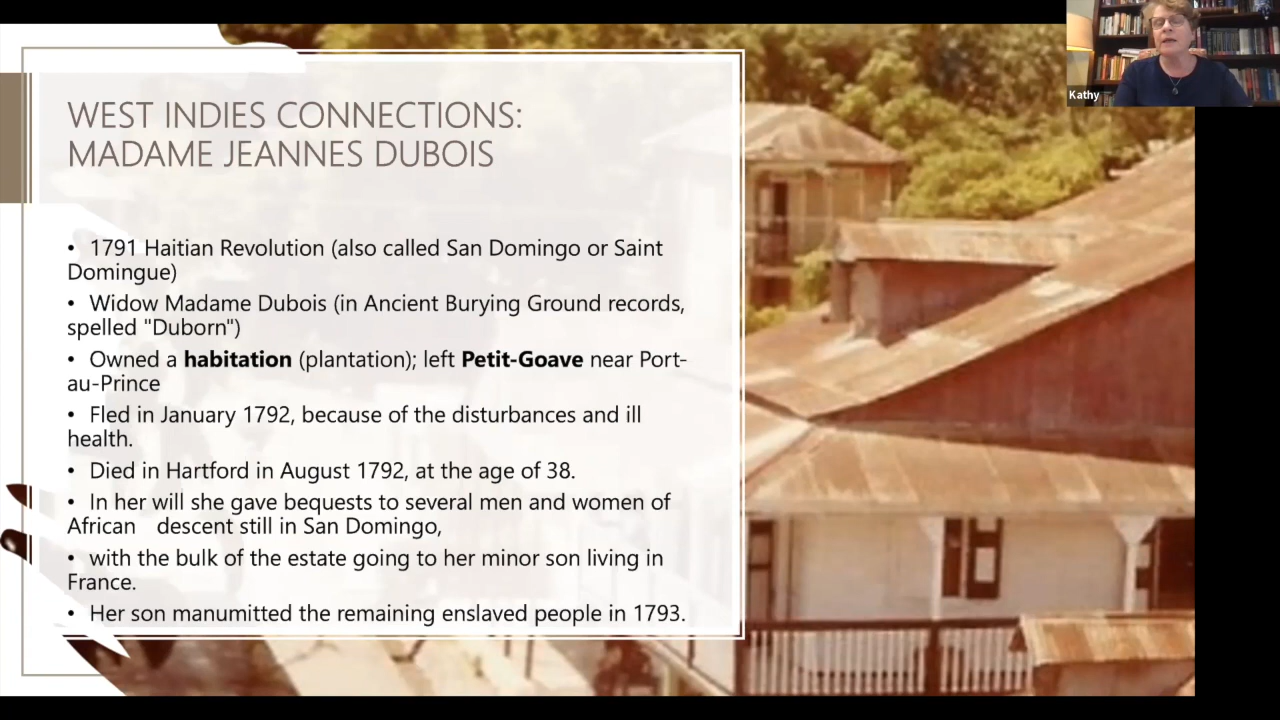 WEST INDIES CONNECTIONS:
MADAME JEANNES DUBOIS
• 1791 Haitian Revolution (also called San Domingo or Saint
Domingue)
• Widow Madame Dubois (in Ancient Burying Ground records,
spelled "Duborn")
• Owned a habitation (plantation); left Petit-Goave near Port-
au-Prince
• Fled in January 1792, because of the disturbances and ill
health.
• Died in Hartford in August 1792, at the age of 38.
• In her will she gave bequests to several men and women of
African descent still in San Domingo,
• with the bulk of the estate going to her minor son living in
France.
• Her son manumitted the remaining enslaved people in 1793.
Kathy